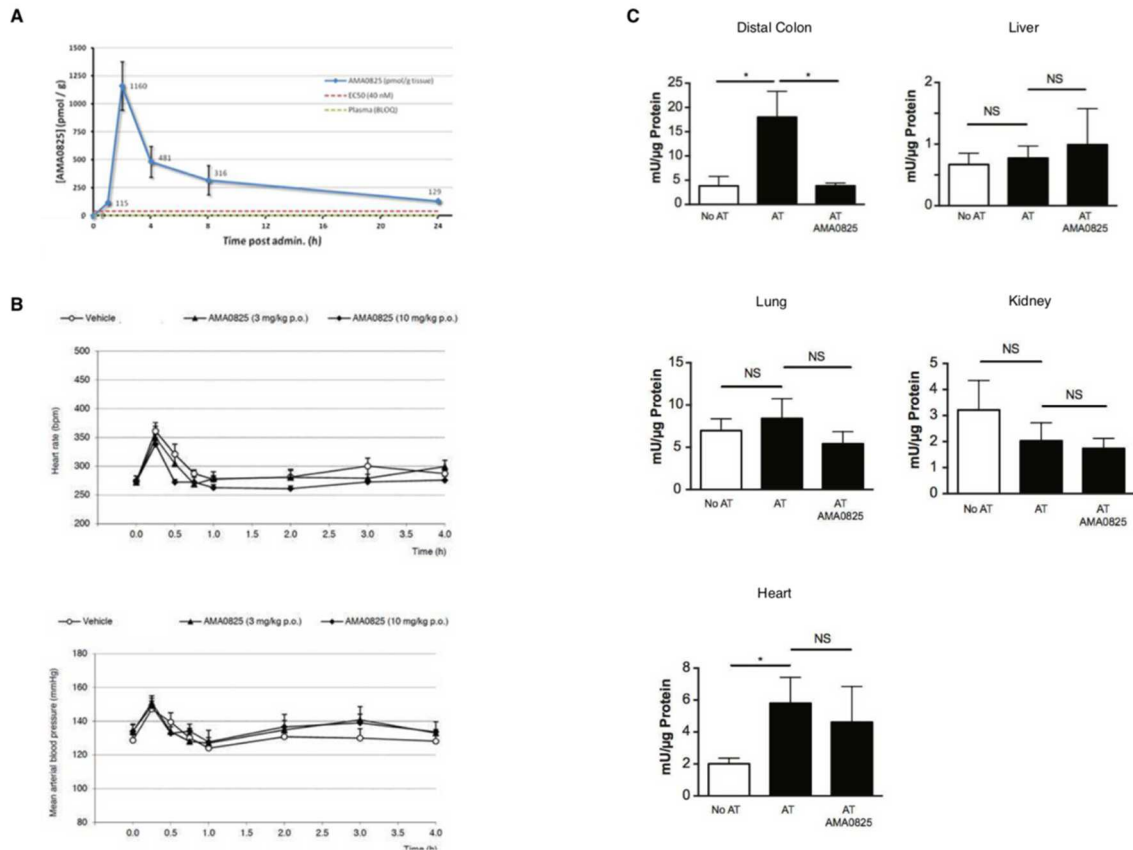 A
1500
1250
1000
750
500
250
0
[AMA0825] (pmol / g)
1160
481
316
129
115
AMA0825 (pmol/g tissue)
EC50 (40 nM)
Plasma (BLOQ)
0 4 8 12 16 20 24
Time post admin. (h)
B
Vehicle AMA0825 (3 mg/kg p.o.) AMA0825 (10 mg/kg p.o.)
500
450
400
350
300
250
200
Heart rate (bpm)
0.0 0.5 1.0 1.5 2.0 2.5 3.0 3.5 4.0
Time (h)
Vehicle AMA0825 (3 mg/kg p.o.) AMA0825 (10 mg/kg p.o.)
180
160
140
120
100
80
Mean arterial blood pressure (mmHg)
0.0 0.5 1.0 1.5 2.0 2.5 3.0 3.5 4.0
Time (h)
C
Distal Colon
25
20
15
10
5
0
mU/µg Protein
* *
No AT AT AT
AMA0825
Liver
2
1
0
mU/µg Protein
NS NS
No AT AT AT
AMA0825
Lung
15
10
5
0
mU/µg Protein
NS NS
No AT AT AT
AMA0825
Kidney
5
4
3
2
1
0
mU/µg Protein
NS NS
No AT AT AT
AMA0825
Heart
8
6
4
2
0
mU/µg Protein
* NS
No AT AT AT
AMA0825